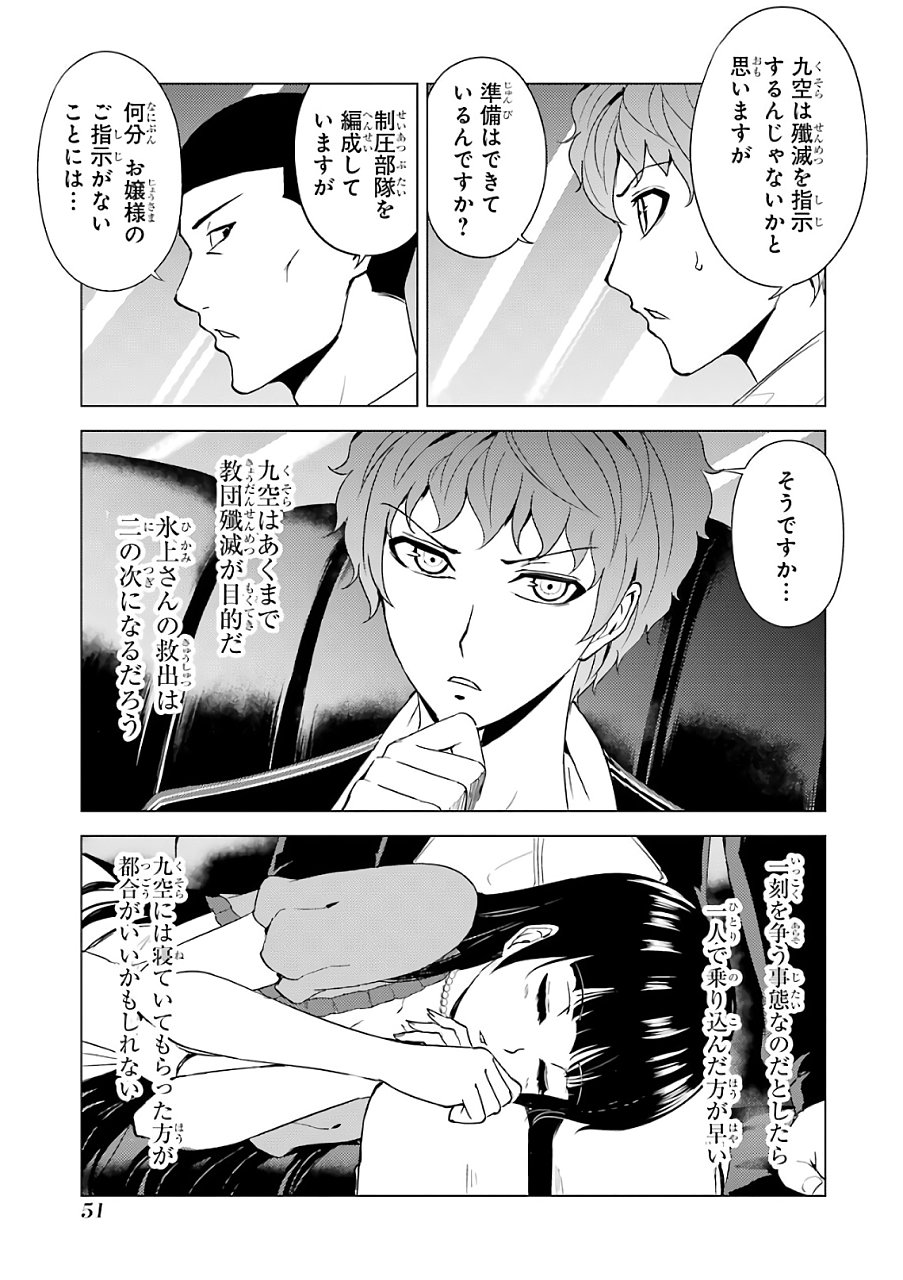 九空は殲滅を指示
するんじゃないかと
思いますが
準備はできて
いるんですか？
制圧部隊を
編成して
いますが
何分 お嬢様の
ご指示がない
ことには…
そうですか…
九空はあくまで
教団殲滅が目的だ
氷上さんの救出は
二の次になるだろう
一刻を争う事態なのだとしたら
一人で乗り込んだ方が早い
九空には寝ていてもらった方が
都合がいいかもしれない
51